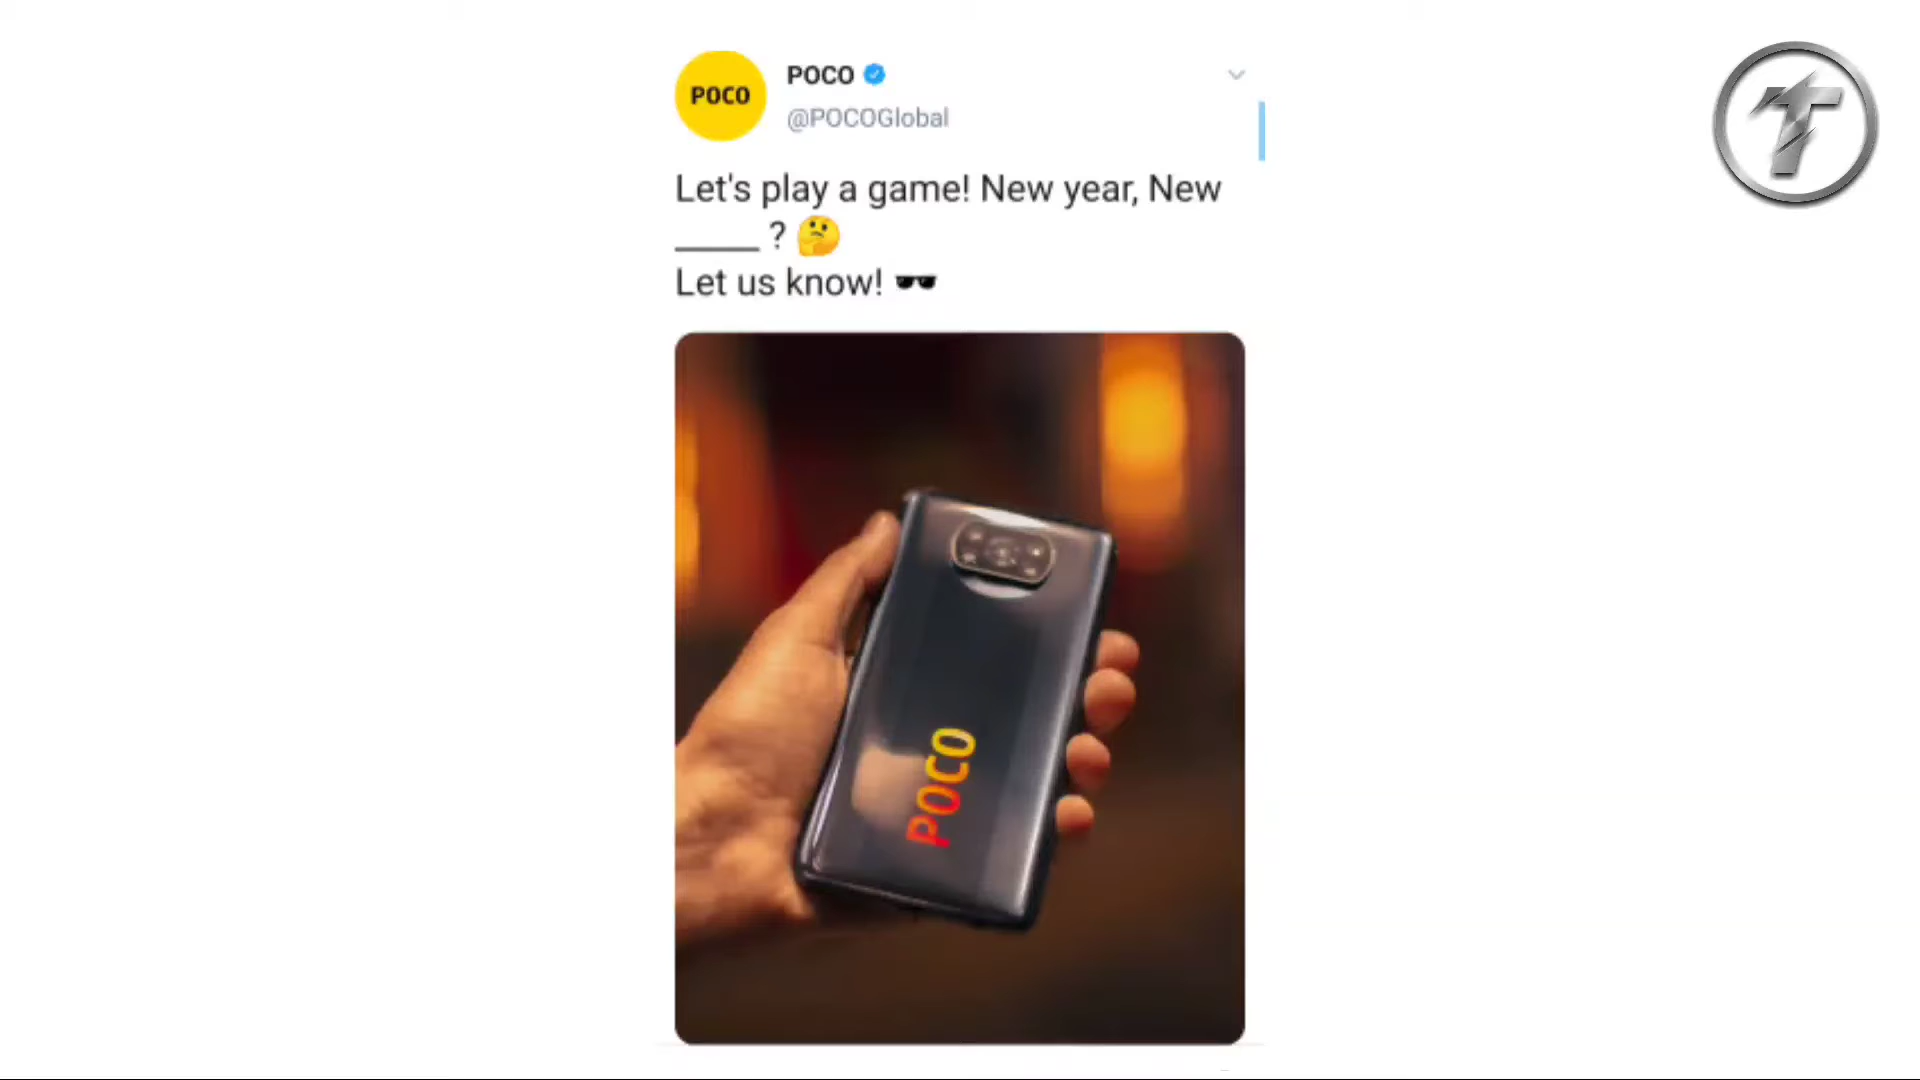 POCO
POCO
@POCOGlobal
Let's play a game! New year, New
_____ ? 🤔
Let us know! 🕶️
POCO
T